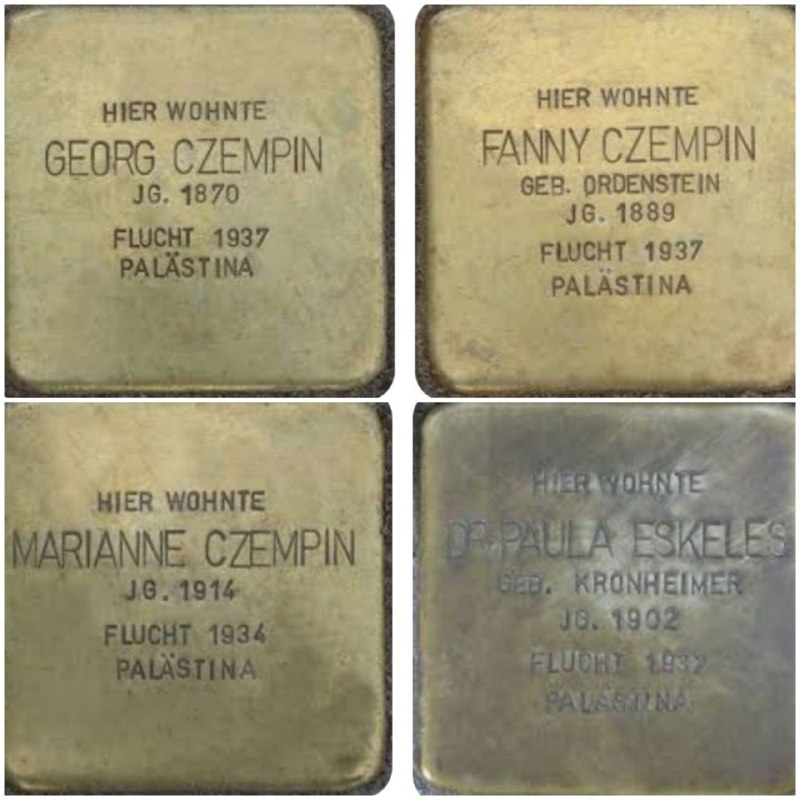 HIER WOHNTE
GEORG CZEMPIN
JG. 1870
FLUCHT 1937
PALÄSTINA
HIER WOHNTE
FANNY CZEMPIN
GEB. ORDENSTEIN
JG. 1889
FLUCHT 1937
PALÄSTINA
HIER WOHNTE
MARIANNE CZEMPIN
JG. 1914
FLUCHT 1934
PALÄSTINA
HIER WOHNTE
DR. PAULA ESKELES
GEB. KRONHEIMER
JG. 1902
FLUCHT
PALÄSTINA